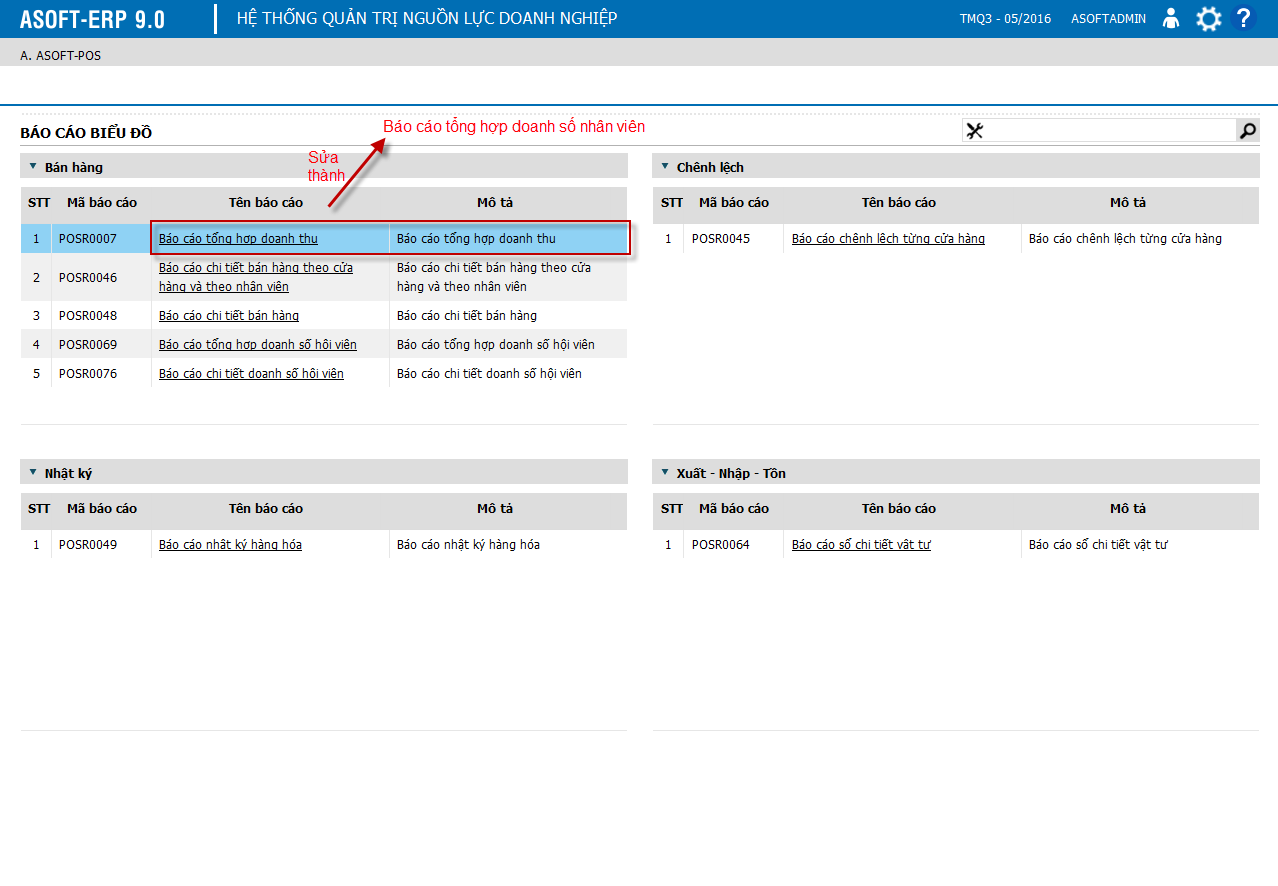 ASOFT-ERP 9.0
HỆ THỐNG QUẢN TRỊ NGUỒN LỰC DOANH NGHIỆP
TMQ3 - 05/2016 ASOFTADMIN ?
A. ASOFT-POS
BÁO CÁO BIỂU ĐỒ
Báo cáo tổng hợp doanh số nhân viên
Sửa
thành
Bán hàng
STT Mã báo cáo Tên báo cáo Mô tả
1 POSR0007 Báo cáo tổng hợp doanh thu Báo cáo tổng hợp doanh thu
2 POSR0046 Báo cáo chi tiết bán hàng theo cửa hàng và theo nhân viên Báo cáo chi tiết bán hàng theo cửa hàng và theo nhân viên
3 POSR0048 Báo cáo chi tiết bán hàng Báo cáo chi tiết bán hàng
4 POSR0069 Báo cáo tổng hợp doanh số hội viên Báo cáo tổng hợp doanh số hội viên
5 POSR0076 Báo cáo chi tiết doanh số hội viên Báo cáo chi tiết doanh số hội viên
Chênh lệch
STT Mã báo cáo Tên báo cáo Mô tả
1 POSR0045 Báo cáo chênh lệch từng cửa hàng Báo cáo chênh lệch từng cửa hàng
Nhật ký
STT Mã báo cáo Tên báo cáo Mô tả
1 POSR0049 Báo cáo nhật ký hàng hóa Báo cáo nhật ký hàng hóa
Xuất - Nhập - Tồn
STT Mã báo cáo Tên báo cáo Mô tả
1 POSR0064 Báo cáo sổ chi tiết vật tư Báo cáo sổ chi tiết vật tư